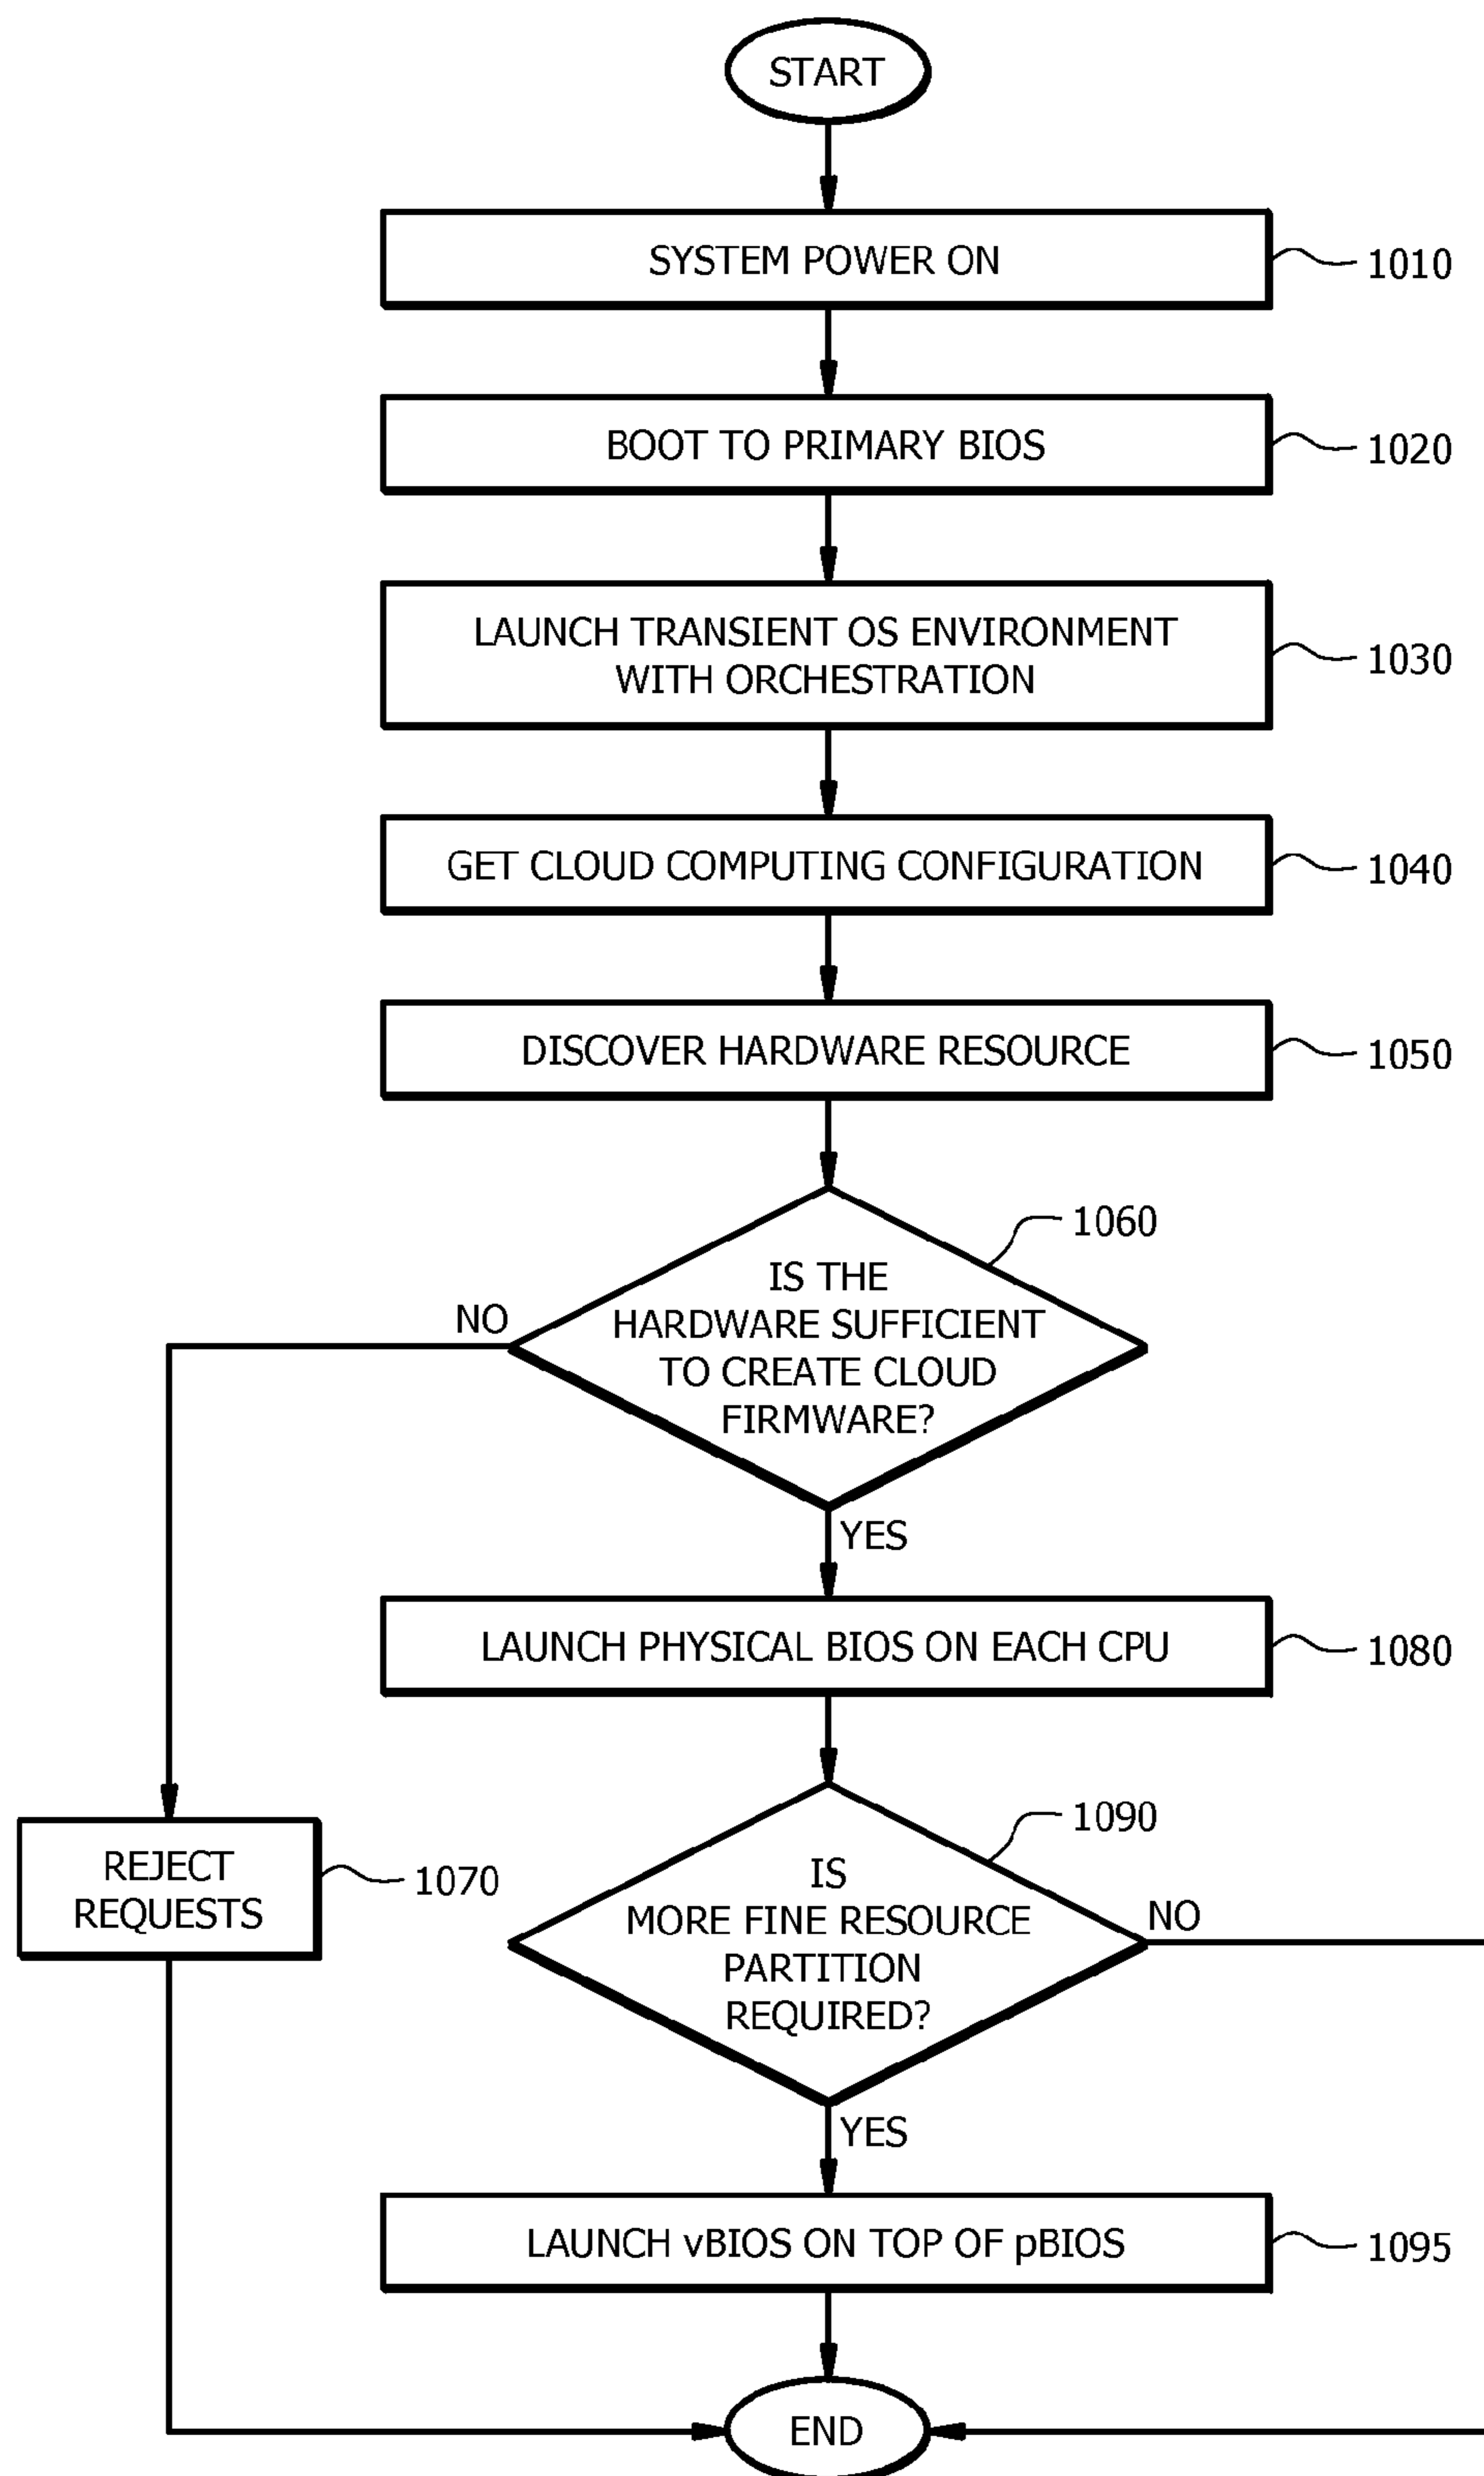 START
SYSTEM POWER ON
1010
BOOT TO PRIMARY BIOS
1020
LAUNCH TRANSIENT OS ENVIRONMENT
WITH ORCHESTRATION
1030
GET CLOUD COMPUTING CONFIGURATION
1040
DISCOVER HARDWARE RESOURCE
1050
1060
IS THE
HARDWARE SUFFICIENT
TO CREATE CLOUD
FIRMWARE?
NO
YES
LAUNCH PHYSICAL BIOS ON EACH CPU
1080
REJECT
REQUESTS
1070
1090
IS
MORE FINE RESOURCE
PARTITION
REQUIRED?
NO
YES
LAUNCH vBIOS ON TOP OF pBIOS
1095
END